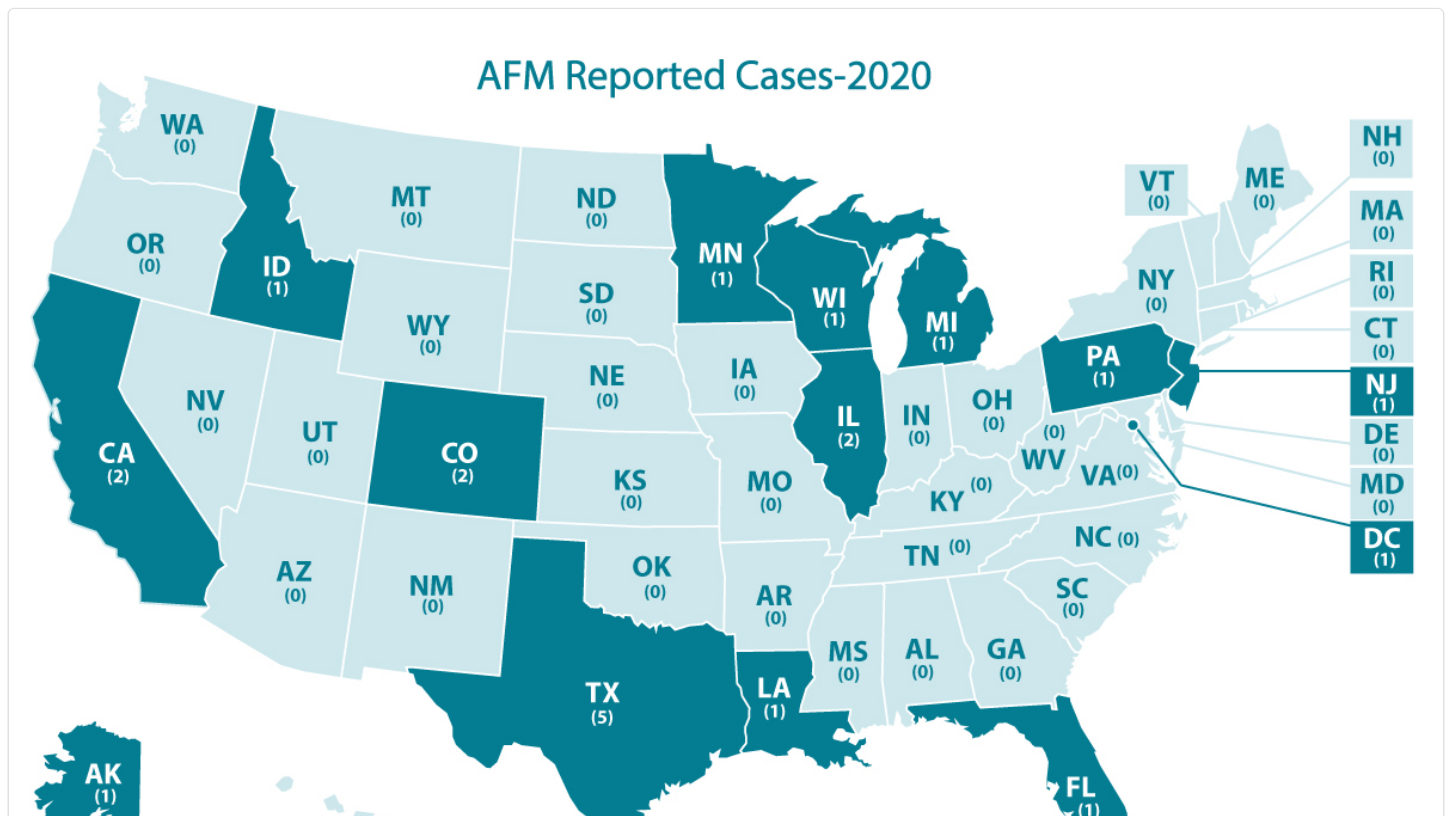 AFM Reported Cases-2020
WA
(0)
OR
(0)
ID
(1)
MT
(0)
ND
(0)
MN
(1)
WI
(1)
MI
(1)
SD
(0)
WY
(0)
NE
(0)
IA
(0)
NV
(0)
UT
(0)
CA
(2)
CO
(2)
KS
(0)
MO
(0)
IL
(2)
IN
(0)
OH
(0)
(0)
WV
PA
(1)
NY
(0)
VT
(0)
ME
(0)
NH
(0)
MA
(0)
RI
(0)
CT
(0)
NJ
(1)
DE
(0)
MD
(0)
DC
(1)
VA(0)
KY (0)
TN (0)
NC (0)
SC
(0)
AZ
(0)
NM
(0)
OK
(0)
AR
(0)
MS
(0)
AL
(0)
GA
(0)
TX
(5)
LA
(1)
AK
(1)
FL
(1)